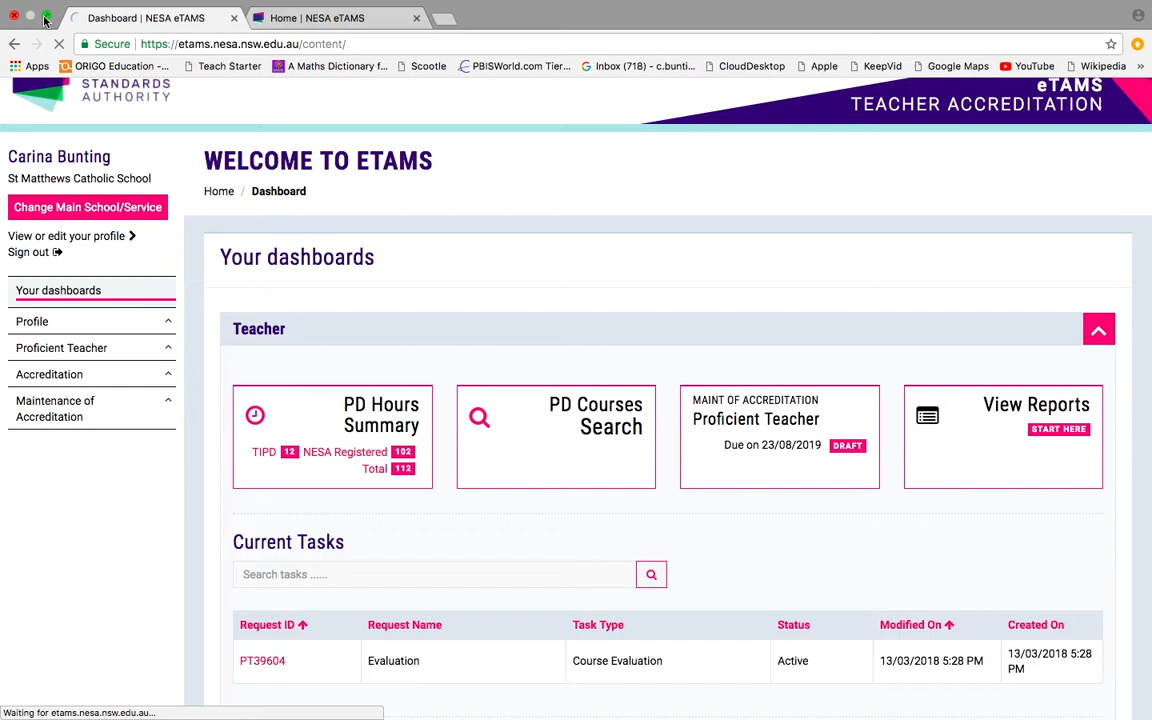 Dashboard | NESA eTAMS
Home | NESA eTAMS
Secure https://etams.nesa.nsw.edu.au/content/
Apps ORIGO Education -... Teach Starter A Maths Dictionary f... Scootle PBISWorld.com Tier... Inbox (718) - c.bunti... CloudDesktop Apple KeepVid Google Maps YouTube Wikipedia »
STANDARDS
AUTHORITY
eTAMS
TEACHER ACCREDITATION
Carina Bunting
St Matthews Catholic School
Change Main School/Service
View or edit your profile
Sign out
Your dashboards
Profile
Proficient Teacher
Accreditation
Maintenance of
Accreditation
WELCOME TO ETAMS
Home / Dashboard
Your dashboards
Teacher
PD Hours
Summary
TIPD 12 NESA Registered 102
Total 112
PD Courses
Search
MAINT OF ACCREDITATION
Proficient Teacher
Due on 23/08/2019 DRAFT
View Reports
START HERE
Current Tasks
Search tasks ......
Request ID Request Name Task Type Status Modified On Created On
PT39604 Evaluation Course Evaluation Active 13/03/2018 5:28 PM 13/03/2018 5:28
PM
Waiting for etams.nesa.nsw.edu.au...